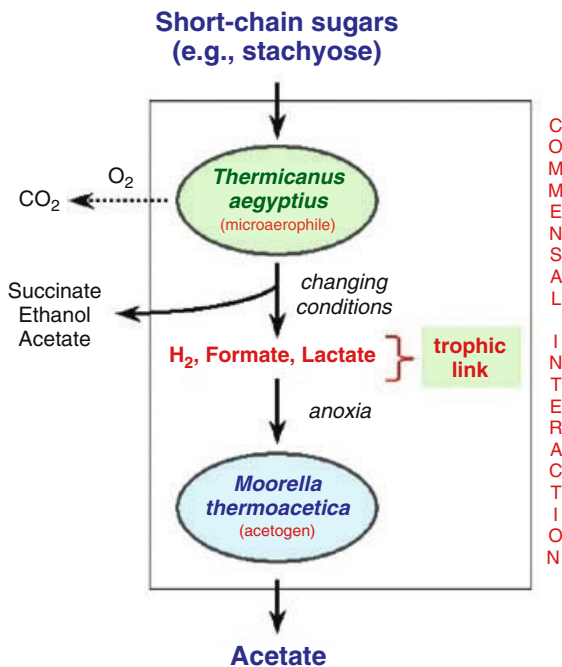 Short-chain sugars
(e.g., stachyose)
O2
CO2
Thermicanus
aegyptius
(microaerophile)
changing
conditions
Succinate
Ethanol
Acetate
H2, Formate, Lactate
trophic
link
anoxia
Moorella
thermoacetica
(acetogen)
Acetate
COMMENSAL INTERACTION